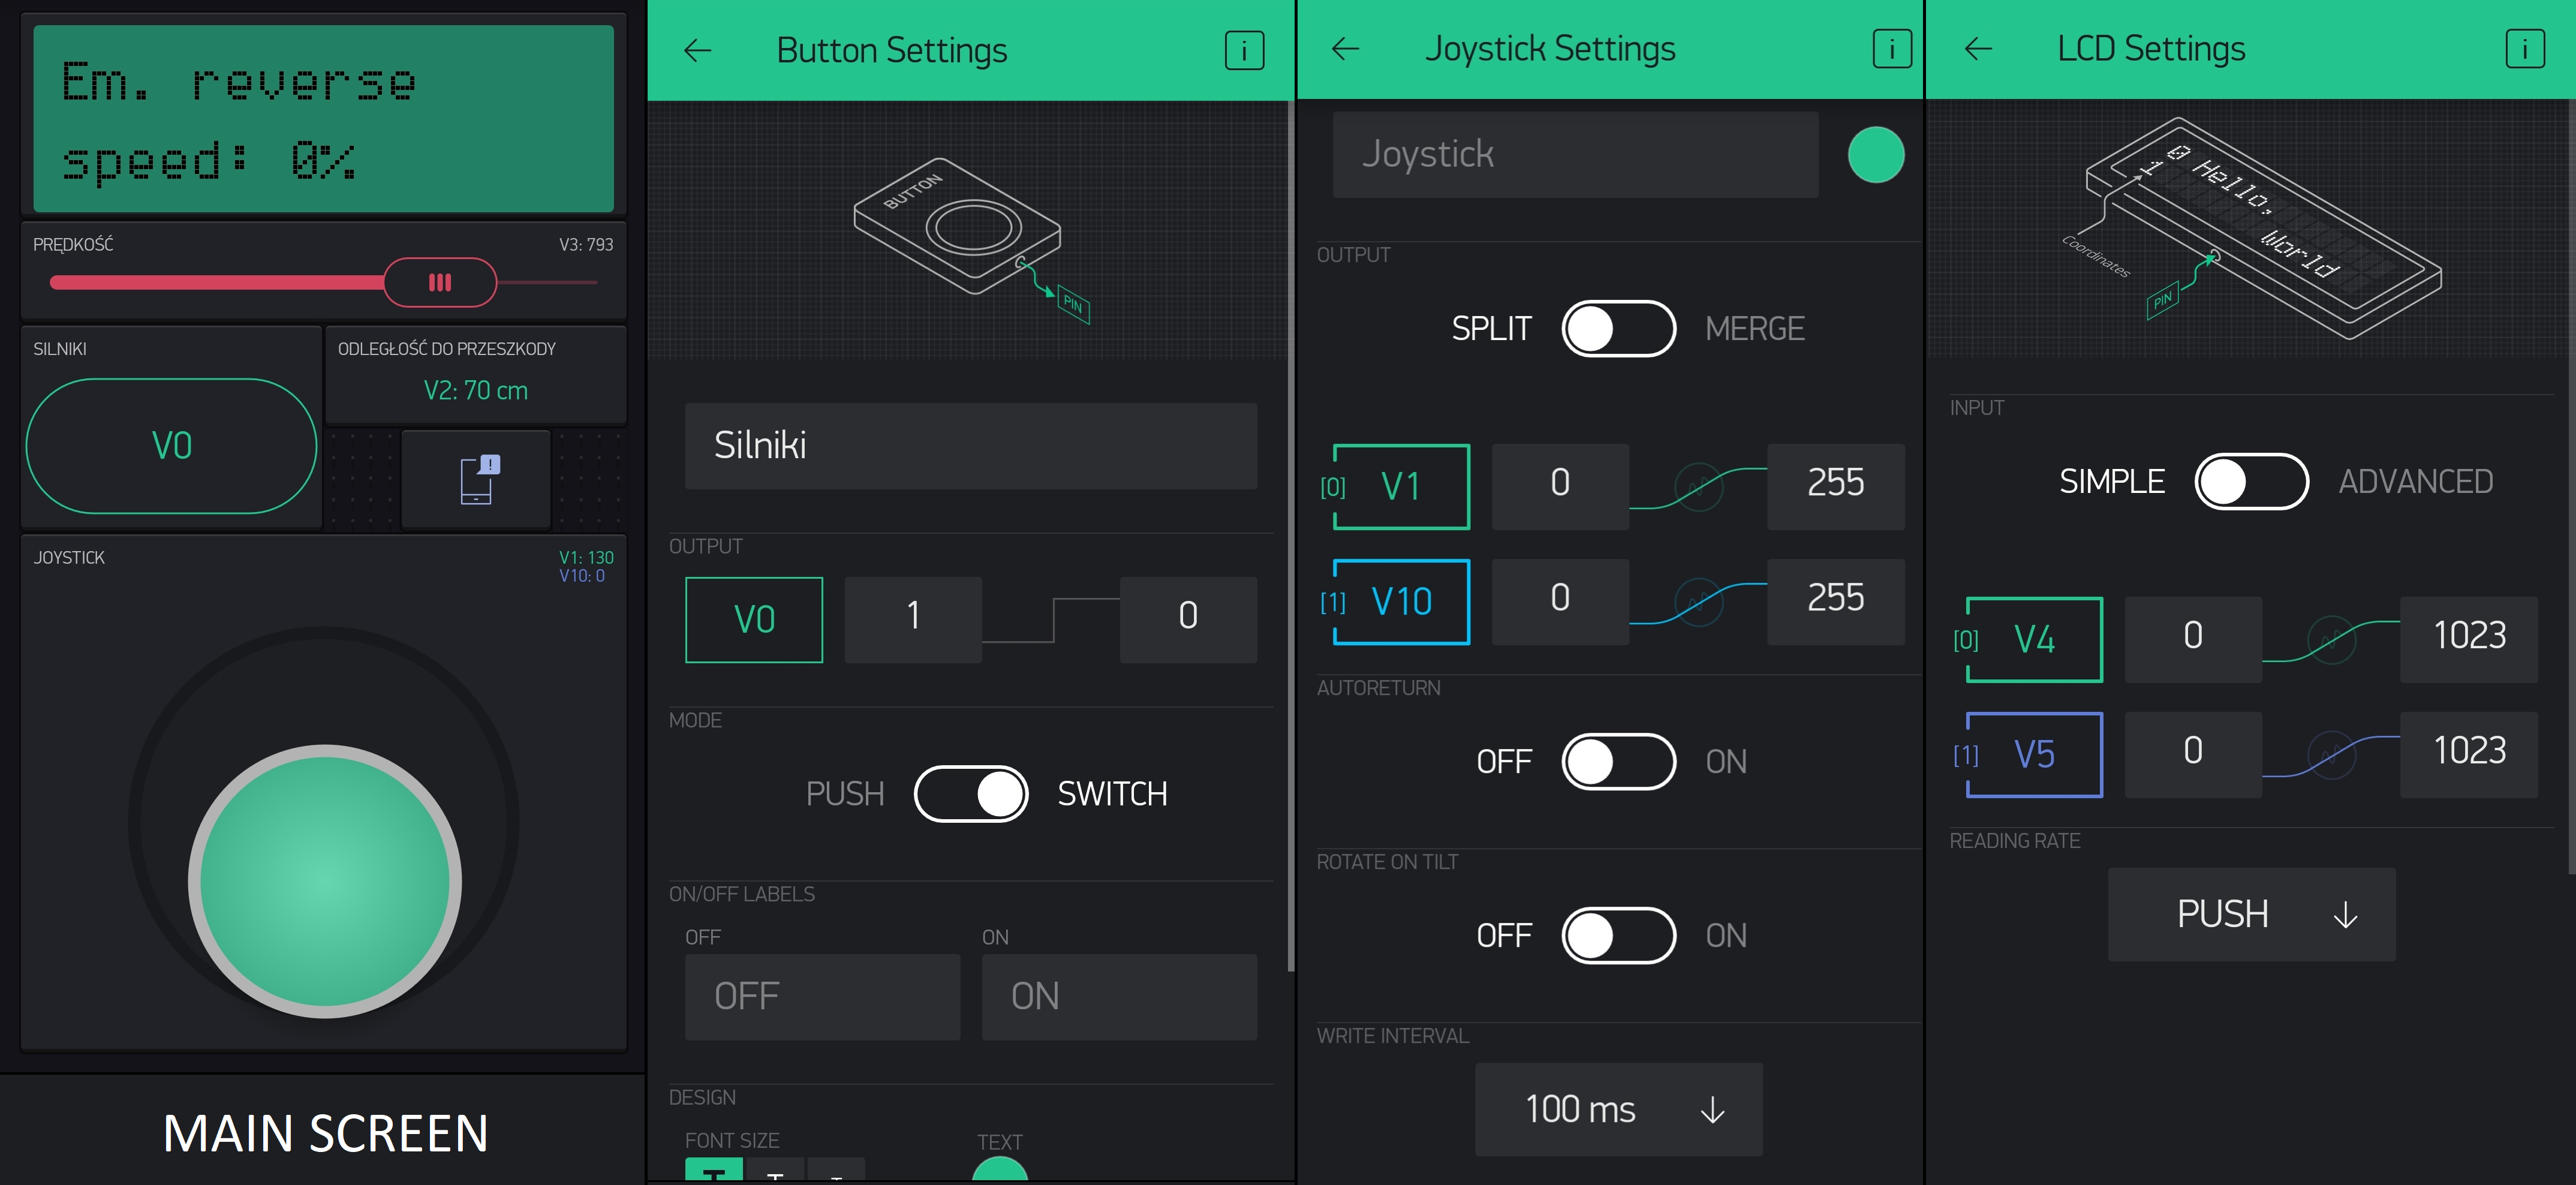 Em. reverse
speed: 0%
PRĘDKOŚĆ V3: 793
SILNIKI
V0
ODLEGŁOŚĆ DO PRZESZKODY
V2: 70 cm
JOYSTICK V1: 130
V10: 0
MAIN SCREEN
Button Settings i
BUTTON
PIN
Silniki
OUTPUT
V0 1 0
MODE
PUSH SWITCH
ON/OFF LABELS
OFF ON
OFF ON
DESIGN
FONT SIZE TEXT
T T T
Joystick Settings i
Joystick
OUTPUT
SPLIT MERGE
[0] V1 0 255
[1] V10 0 255
AUTORETURN
OFF ON
ROTATE ON TILT
OFF ON
WRITE INTERVAL
100 ms
LCD Settings i
0 Hello,
1 World
Coordinates
PIN
INPUT
SIMPLE ADVANCED
[0] V4 0 1023
[1] V5 0 1023
READING RATE
PUSH